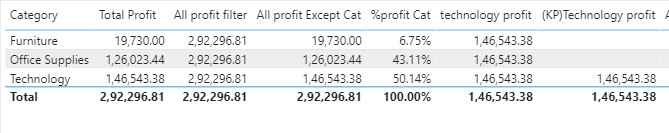 Category Total Profit All profit filter All profit Except Cat %profit Cat technology profit (KP)Technology profit
Furniture 19,730.00 2,92,296.81 19,730.00 6.75% 1,46,543.38
Office Supplies 1,26,023.44 2,92,296.81 1,26,023.44 43.11% 1,46,543.38
Technology 1,46,543.38 2,92,296.81 1,46,543.38 50.14% 1,46,543.38 1,46,543.38
Total 2,92,296.81 2,92,296.81 2,92,296.81 100.00% 1,46,543.38 1,46,543.38